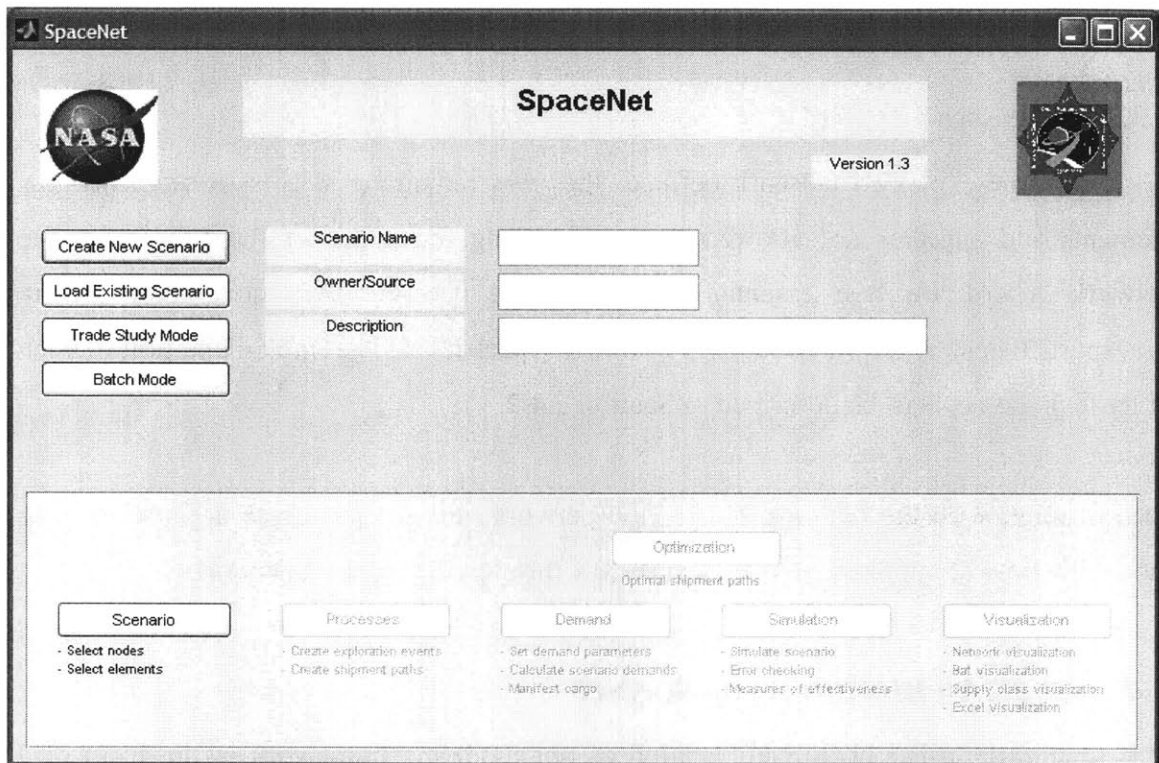 SpaceNet
NASA
SpaceNet
Version 1.3
Create New Scenario
Load Existing Scenario
Trade Study Mode
Batch Mode
Scenario Name
Owner/Source
Description
Optimization
Optimal shipment paths
Scenario
- Select nodes
- Select elements
Processes
- Create exploration events
- Create shipment paths
Demand
- Set demand parameters
- Calculate scenario demands
- Manifest cargo
Simulation
- Simulate scenario
- Error checking
- Measures of effectiveness
Visualization
- Network visualization
- Bat visualization
- Supply class visualization
- Excel visualization